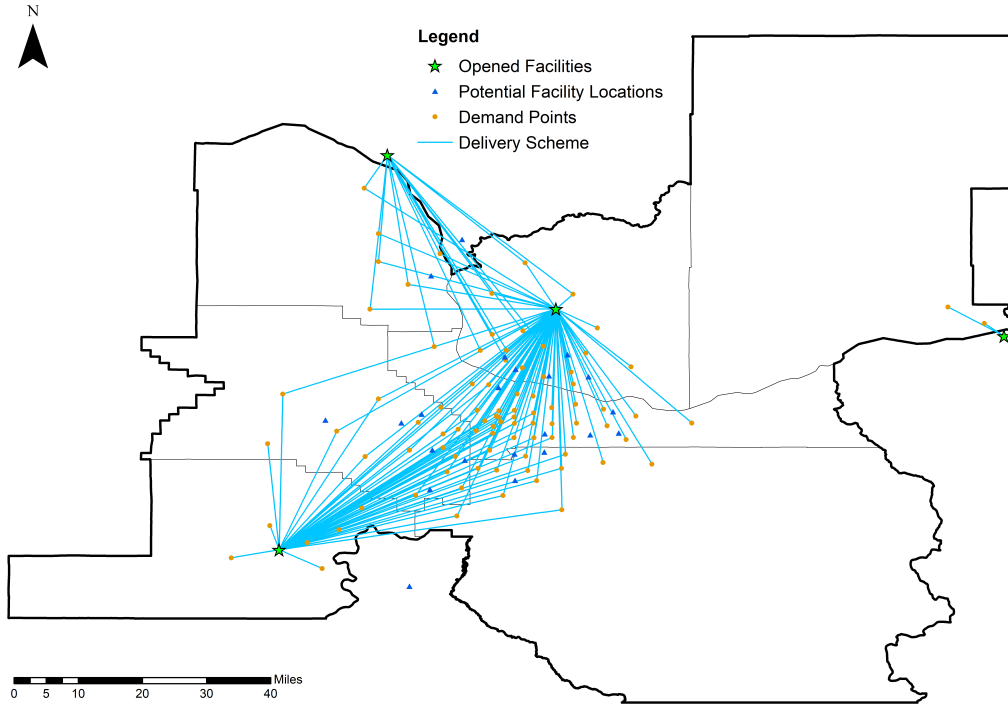 N
Legend
Opened Facilities
Potential Facility Locations
Demand Points
Delivery Scheme
Miles
0 5 10 20 30 40